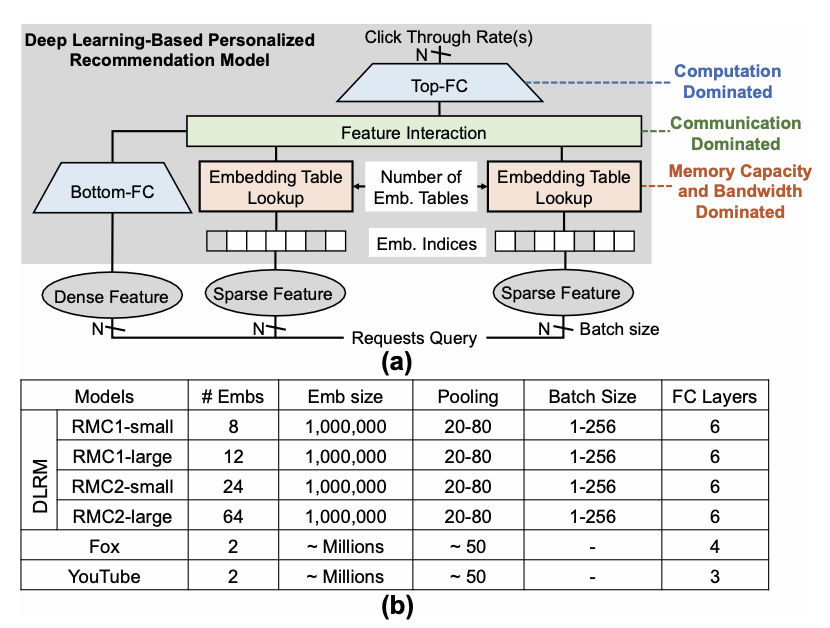 Deep Learning-Based Personalized
Recommendation Model
Click Through Rate(s)
N
Top-FC
Computation
Dominated
Feature Interaction
Communication
Dominated
Bottom-FC
Embedding Table
Lookup
Number of
Emb. Tables
Embedding Table
Lookup
Memory Capacity
and Bandwidth
Dominated
Emb. Indices
Dense Feature
Sparse Feature
Sparse Feature
N
N
N
Batch size
Requests Query
(a)
Models # Embs Emb size Pooling Batch Size FC Layers
DLRM
RMC1-small 8 1,000,000 20-80 1-256 6
RMC1-large 12 1,000,000 20-80 1-256 6
RMC2-small 24 1,000,000 20-80 1-256 6
RMC2-large 64 1,000,000 20-80 1-256 6
Fox 2 ~ Millions ~ 50 - 4
YouTube 2 ~ Millions ~ 50 - 3
(b)